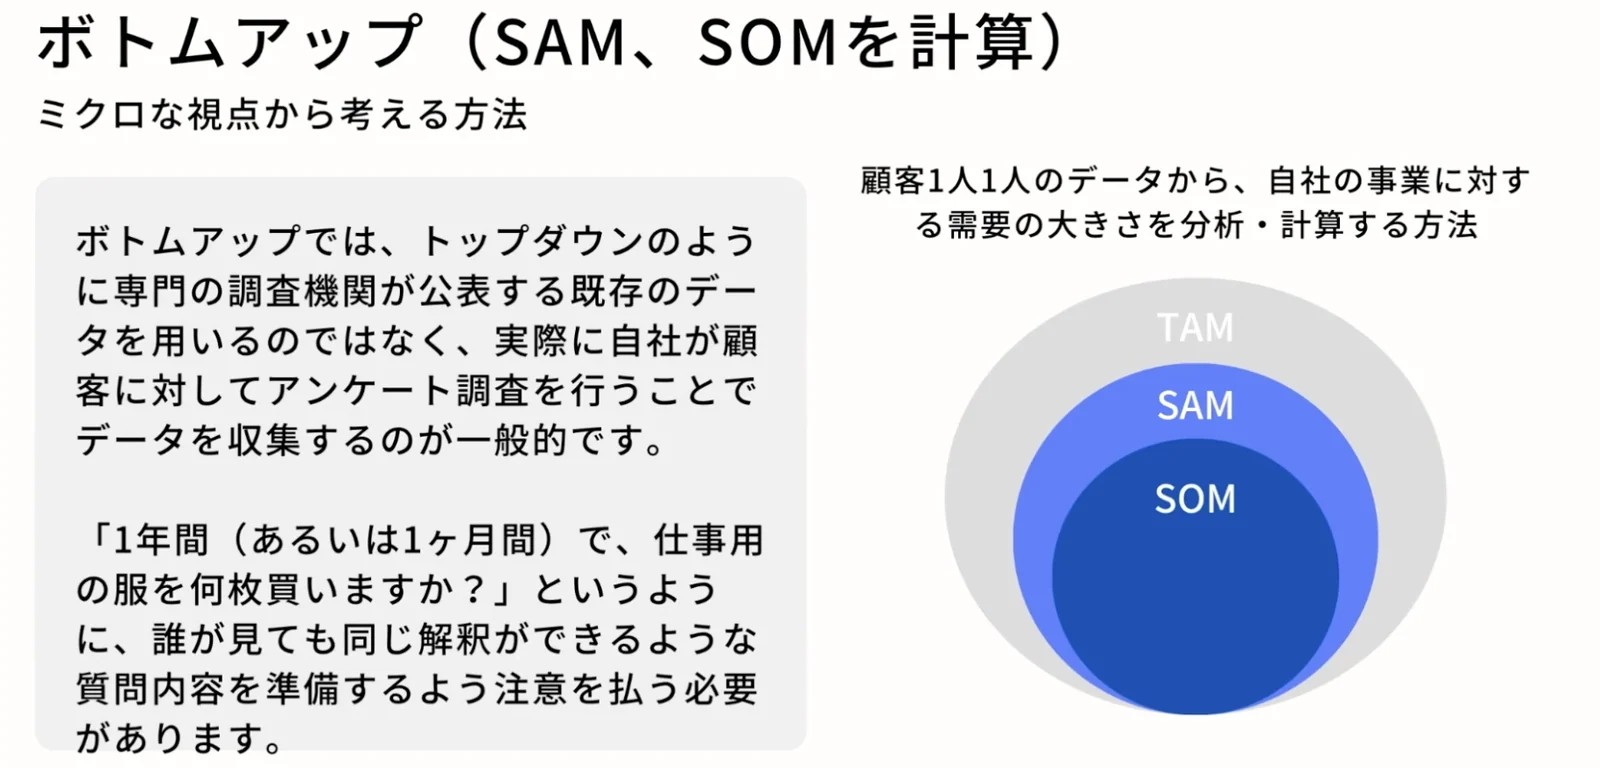 ボトムアップ（SAM、SOMを計算）
ミクロな視点から考える方法
ボトムアップでは、トップダウンのよう
に専門の調査機関が公表する既存のデー
タを用いるのではなく、実際に自社が顧
客に対してアンケート調査を行うことで
データを収集するのが一般的です。
「1年間（あるいは1ヶ月間）で、仕事用
の服を何枚買いますか？」というよう
に、誰が見ても同じ解釈ができるような
質問内容を準備するよう注意を払う必要
があります。
顧客1人1人のデータから、自社の事業に対す
る需要の大きさを分析・計算する方法
TAM
SAM
SOM